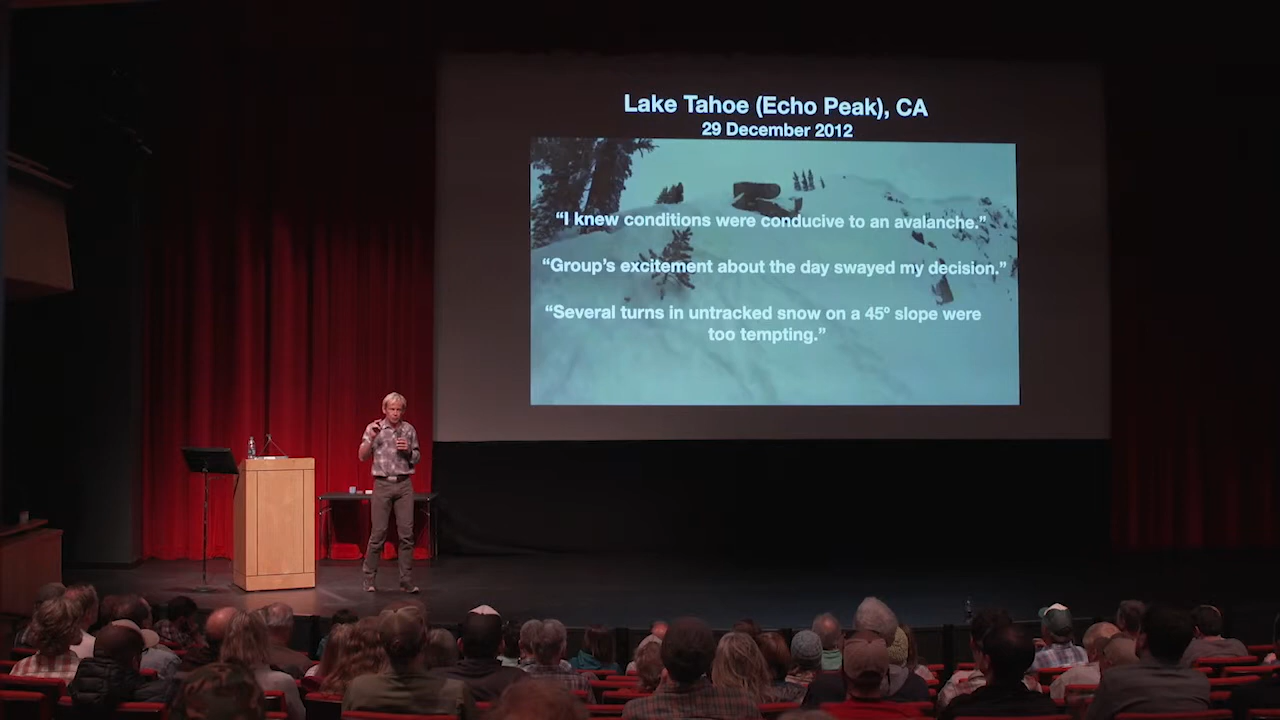 Lake Tahoe (Echo Peak), CA
29 December 2012
“I knew conditions were conducive to an avalanche.”
“Group’s excitement about the day swayed my decision.”
“Several turns in untracked snow on a 45º slope were
too tempting.”